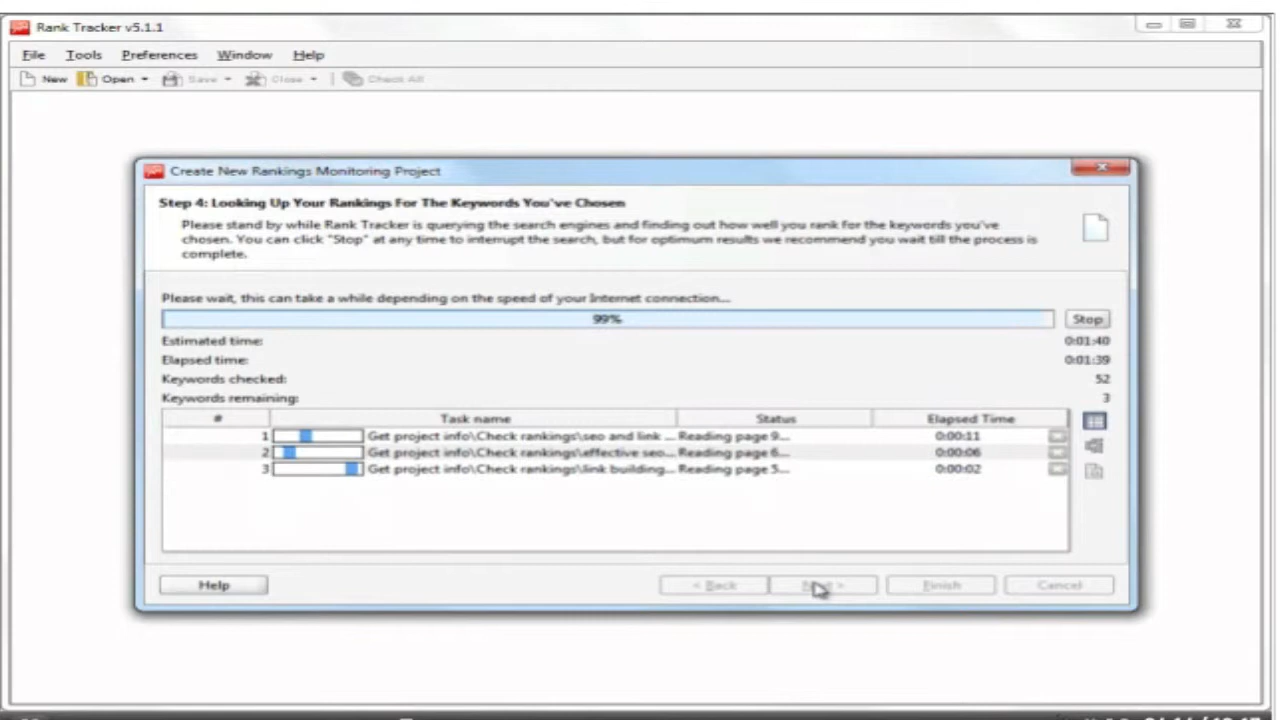 Rank Tracker v5.1.1
File Tools Preferences Window Help
New Open Save Close Check All
Create New Rankings Monitoring Project
Step 4: Looking Up Your Rankings For The Keywords You've Chosen
Please stand by while Rank Tracker is querying the search engines and finding out how well you rank for the keywords you've
chosen. You can click "Stop" at any time to interrupt the search, but for optimum results we recommend you wait till the process is
complete.
Please wait, this can take a while depending on the speed of your Internet connection...
99% Stop
Estimated time: 0:01:40
Elapsed time: 0:01:39
Keywords checked: 52
Keywords remaining: 3
# Task name Status Elapsed Time
1 Get project info\Check rankings\seo and link ... Reading page 9... 0:00:11
2 Get project info\Check rankings\effective seo... Reading page 6... 0:00:06
3 Get project info\Check rankings\link building... Reading page 5... 0:00:02
Help < Back Next > Finish Cancel